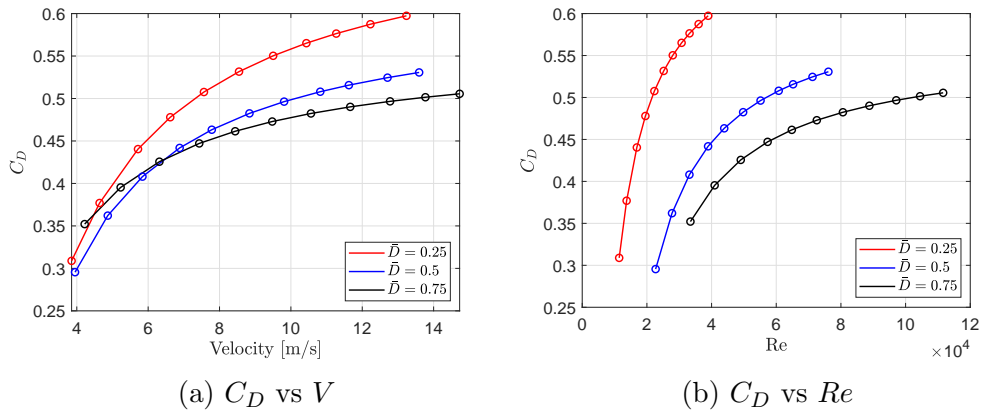 0.6
0.55
0.5
0.45
0.4
0.35
0.3
0.25
C_D
4
6
8
10
12
14
Velocity [m/s]
D̄ = 0.25
D̄ = 0.5
D̄ = 0.75
(a) C_D vs V
0.6
0.55
0.5
0.45
0.4
0.35
0.3
0.25
C_D
0
2
4
6
8
10
12
×10⁴
Re
D̄ = 0.25
D̄ = 0.5
D̄ = 0.75
(b) C_D vs Re